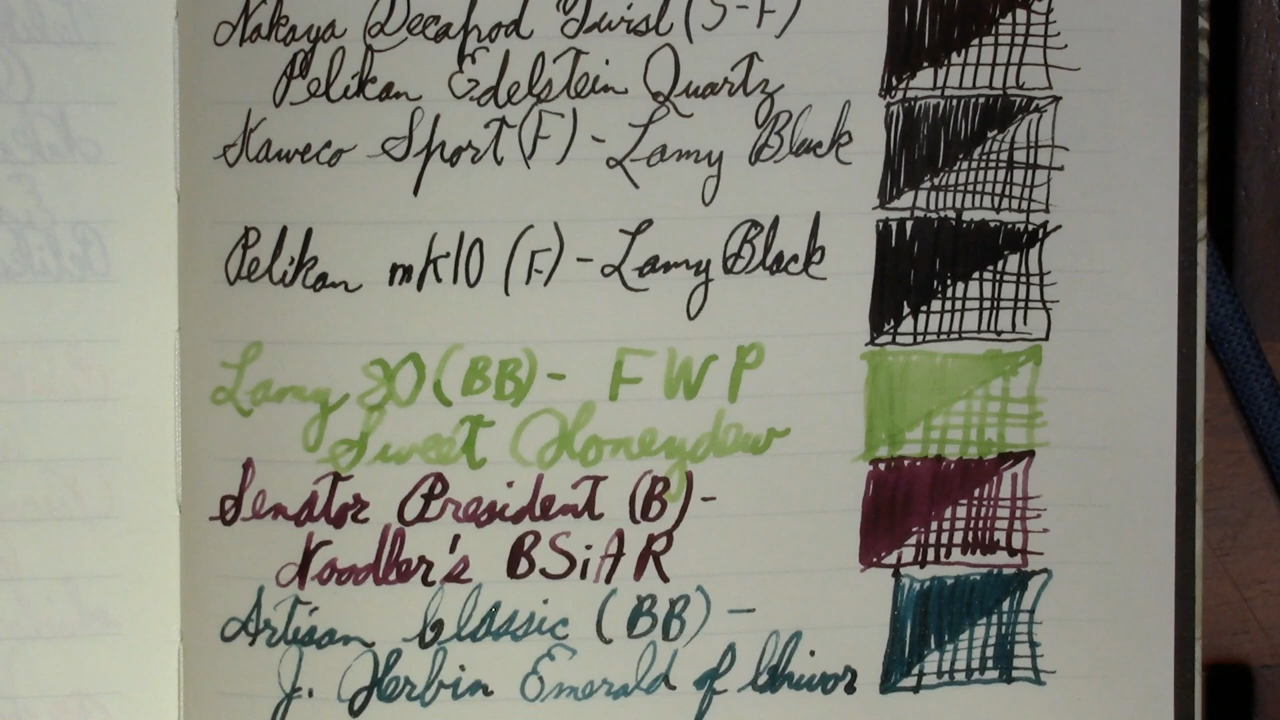 Nakaya Decapod Twist (S-F)
Pelikan Edelstein Quartz
Kaweco Sport (F) - Lamy Black
Pelikan mk10 (F) - Lamy Black
Lamy 80 (BB) - FWP
Sweet Honeydew
Senator President (B) -
Noodler's BSiAR
Artisan Classic (BB) -
J. Herbin Emerald of Chivor